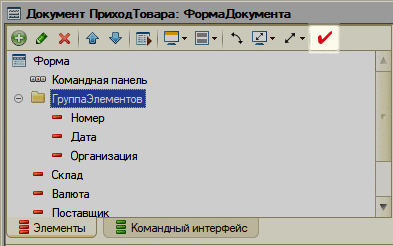 Документ ПриходТовара: ФормаДокумента
Форма
Командная панель
ГруппаЭлементов
Номер
Дата
Организация
Склад
Валюта
Поставщик
Элементы
Командный интерфейс